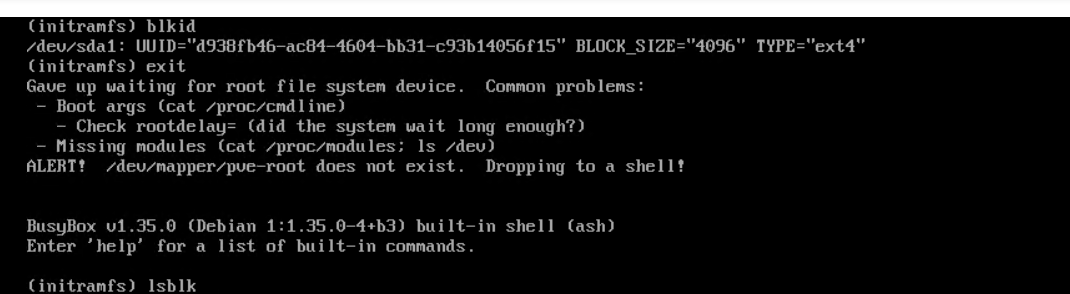 (initramfs) blkid
/dev/sda1: UUID="d938fb46-ac84-4604-bb31-c93b14056f15" BLOCK_SIZE="4096" TYPE="ext4"
(initramfs) exit
Gave up waiting for root file system device.  Common problems:
 - Boot args (cat /proc/cmdline)
   - Check rootdelay= (did the system wait long enough?)
 - Missing modules (cat /proc/modules; ls /dev)
ALERT!  /dev/mapper/pve-root does not exist.  Dropping to a shell!
BusyBox v1.35.0 (Debian 1:1.35.0-4+b3) built-in shell (ash)
Enter 'help' for a list of built-in commands.
(initramfs) lsblk